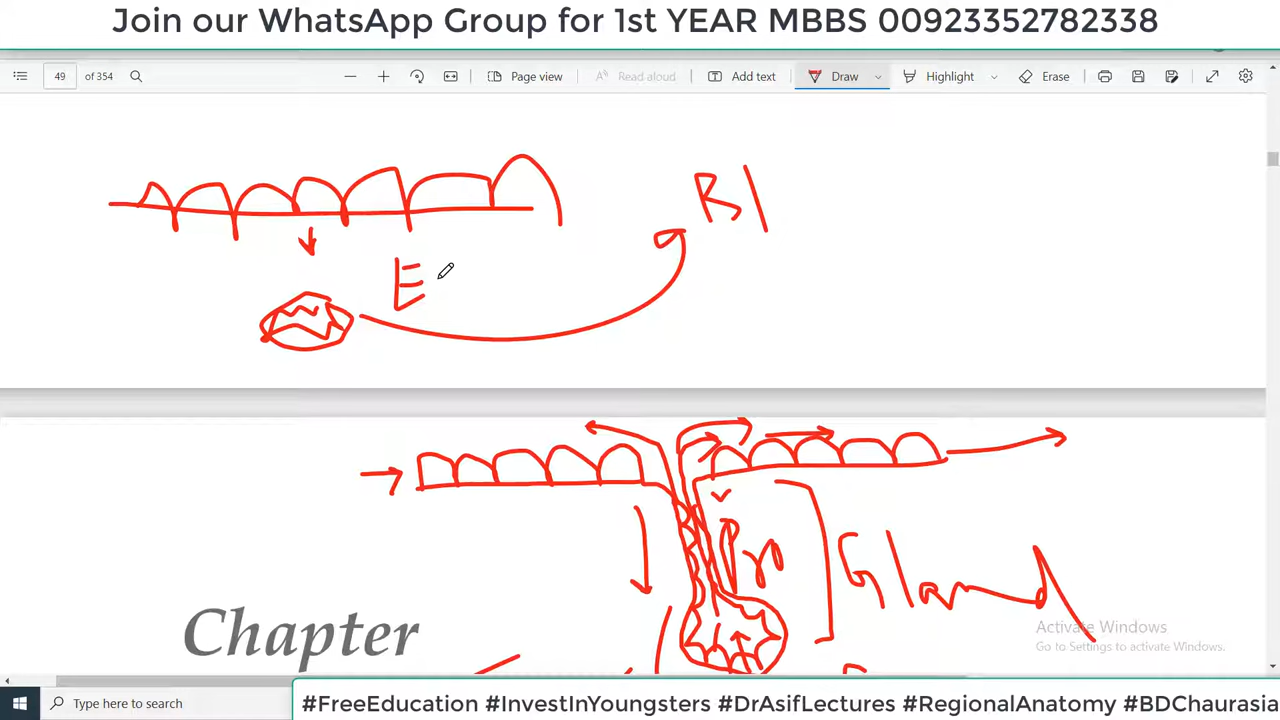 Join our WhatsApp Group for 1st YEAR MBBS 00923352782338
49 of 354 Page view Read aloud Add text Draw Highlight Erase
E
Gland
Chapter
Activate Windows
Go to Settings to activate Windows.
Type here to search
#FreeEducation #InvestInYoungsters #DrAsifLectures #RegionalAnatomy #BDChaurasia